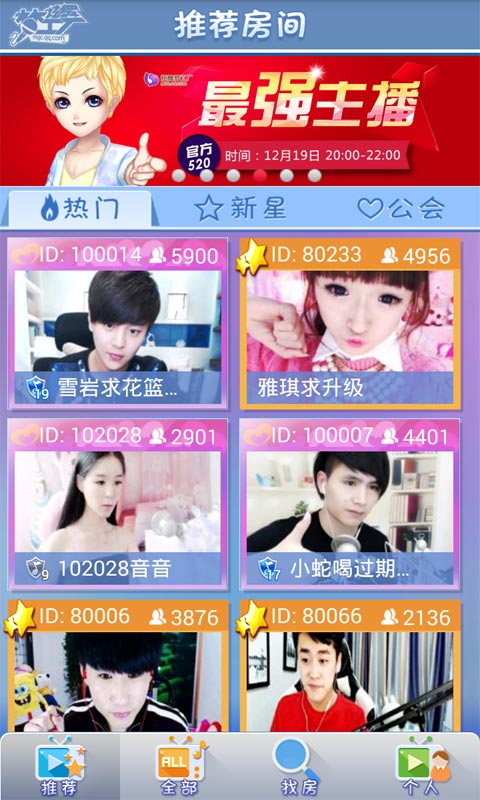 mgc.qq.com
推荐房间
最强主播
官方
520
时间：12月19日 20:00-22:00
热门
新星
公会
ID: 100014 5900
19 雪岩求花篮...
ID: 80233 4956
雅琪求升级
ID: 102028 2901
9 102028音音
ID: 100007 4401
17 小蛇喝过期...
ID: 80006 3876
ID: 80066 2136
推荐
ALL
全部
找房
个人